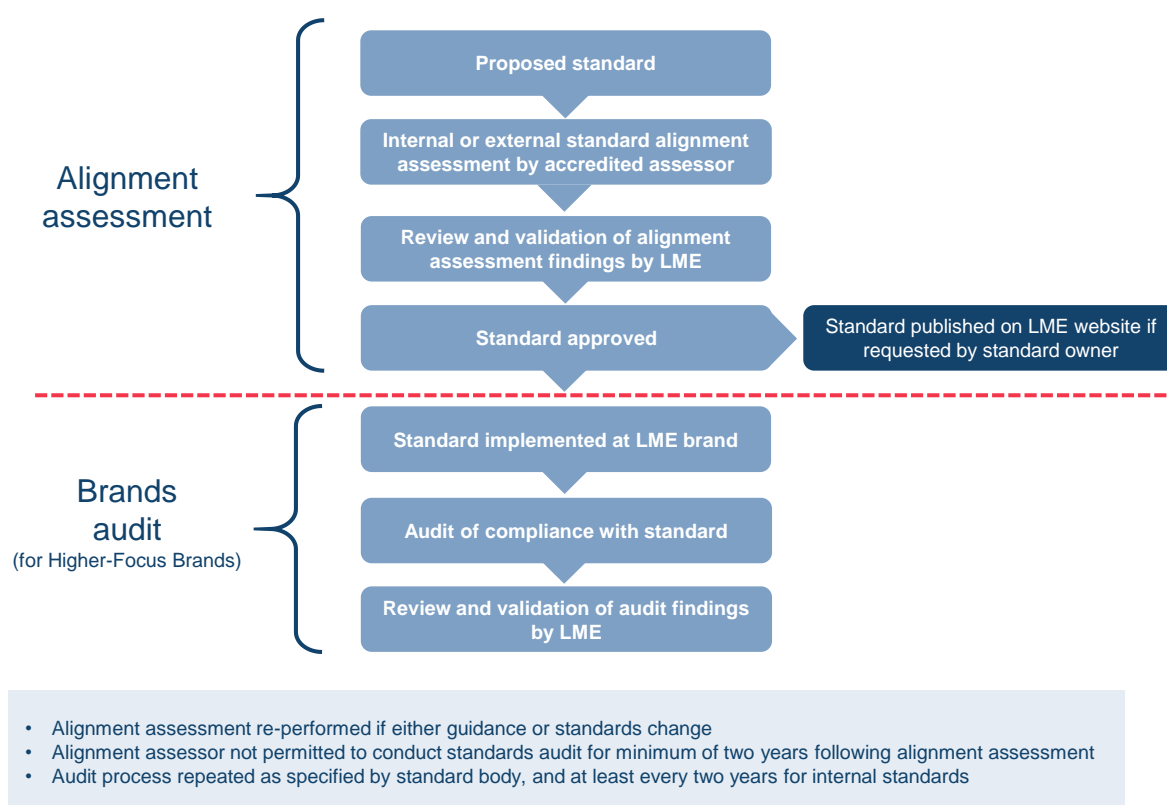 Alignment
assessment
Proposed standard
Internal or external standard alignment
assessment by accredited assessor
Review and validation of alignment
assessment findings by LME
Standard approved
Standard published on LME website if
requested by standard owner
Brands
audit
(for Higher-Focus Brands)
Standard implemented at LME brand
Audit of compliance with standard
Review and validation of audit findings
by LME
• Alignment assessment re-performed if either guidance or standards change
• Alignment assessor not permitted to conduct standards audit for minimum of two years following alignment assessment
• Audit process repeated as specified by standard body, and at least every two years for internal standards